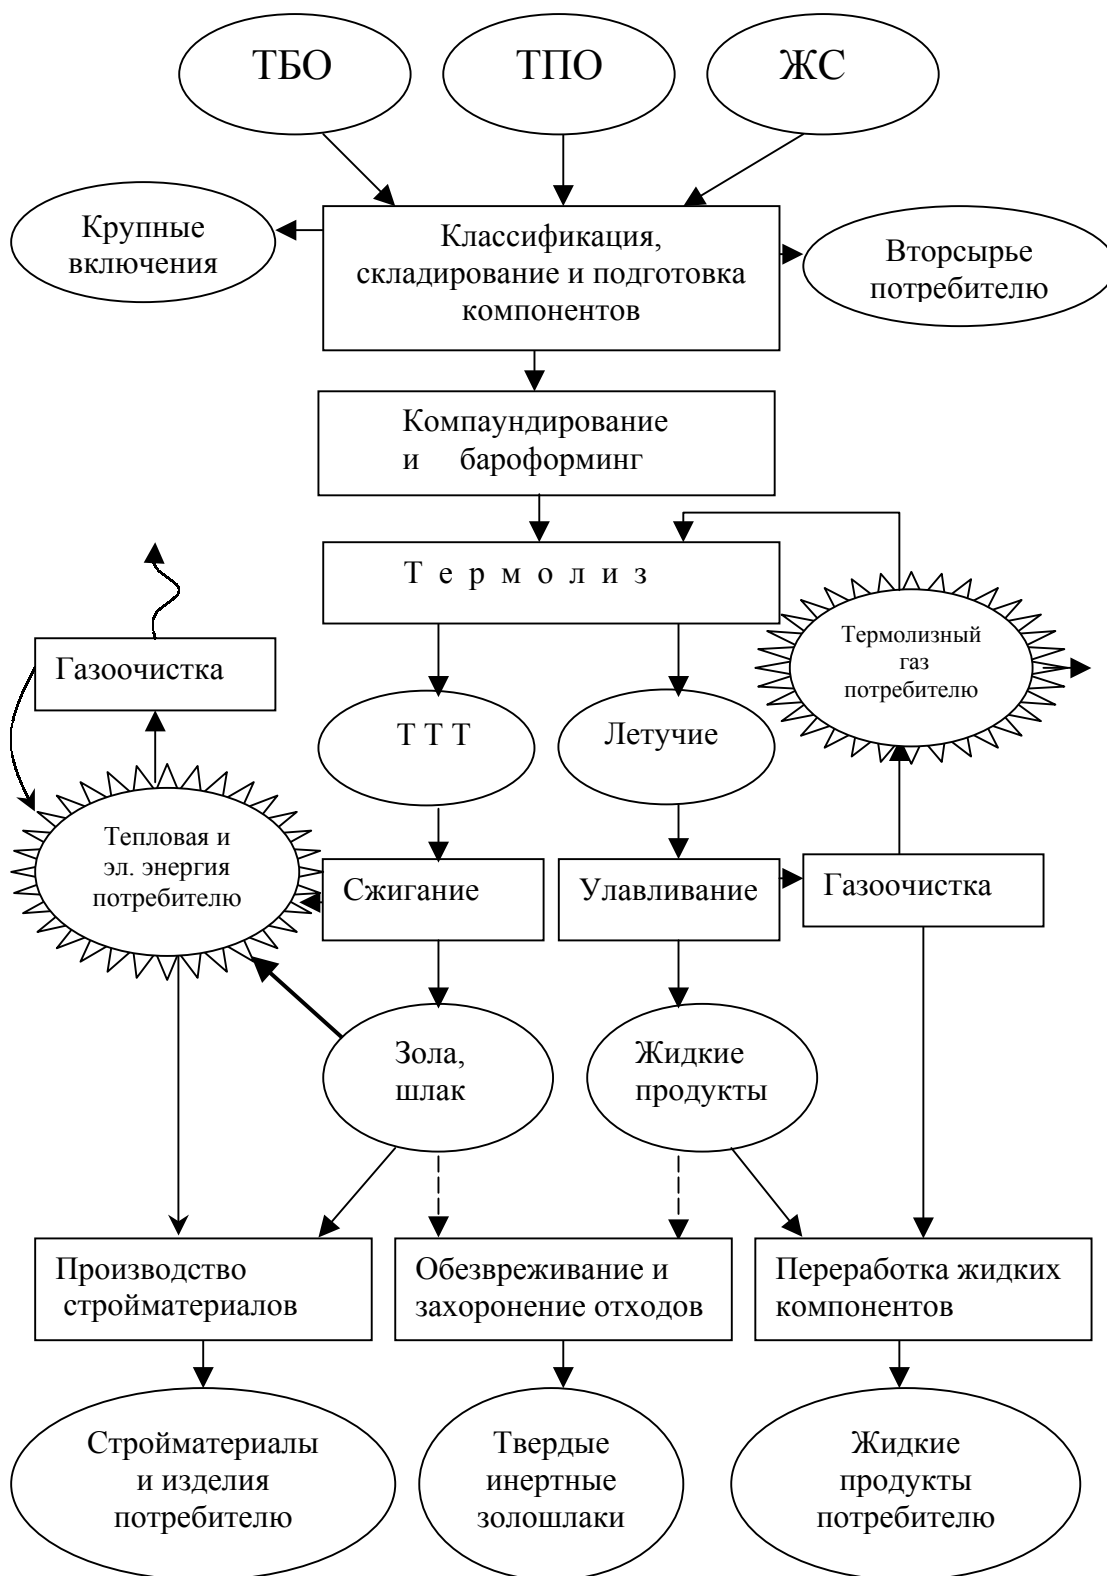 ТБО
ТПО
ЖС
Крупные
включения
Классификация,
складирование и подготовка
компонентов
Вторсырье
потребителю
Компаундирование
и бароформинг
Т е р м о л и з
Термолизный
газ
потребителю
Газоочистка
Т Т Т
Летучие
Тепловая и
эл. энергия
потребителю
Сжигание
Улавливание
Газоочистка
Зола,
шлак
Жидкие
продукты
Производство
стройматериалов
Обезвреживание и
захоронение отходов
Переработка жидких
компонентов
Стройматериалы
и изделия
потребителю
Твердые
инертные
золошлаки
Жидкие
продукты
потребителю